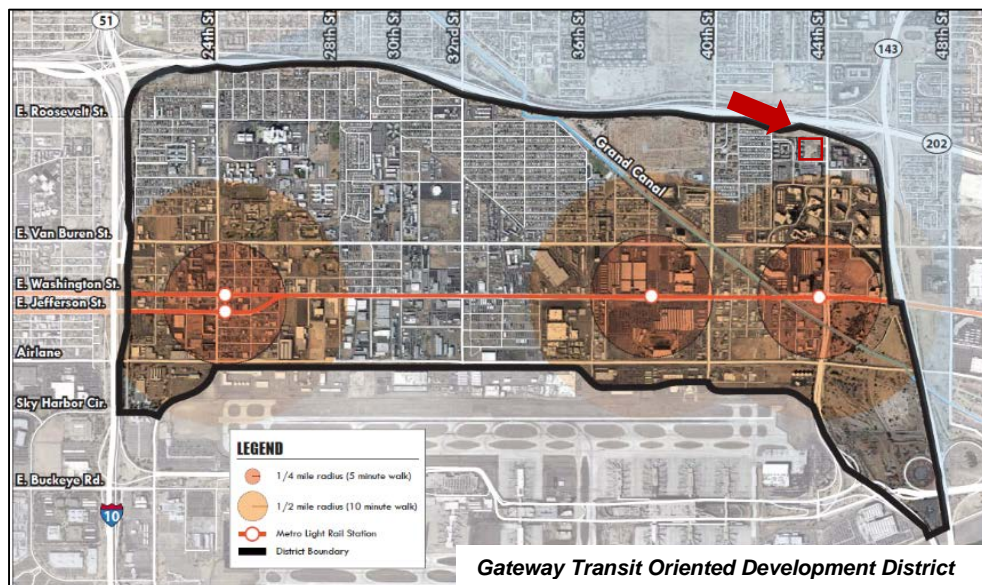 51
24th St
28th St
30th St
32nd St
36th St
40th St
44th St
143
48th St
E. Roosevelt St.
202
Grand Canal
E. Van Buren St.
E. Washington St.
E. Jefferson St.
Airlane
Sky Harbor Cir.
E. Buckeye Rd.
10
LEGEND
1/4 mile radius (5 minute walk)
1/2 mile radius (10 minute walk)
Metro Light Rail Station
District Boundary
Gateway Transit Oriented Development District